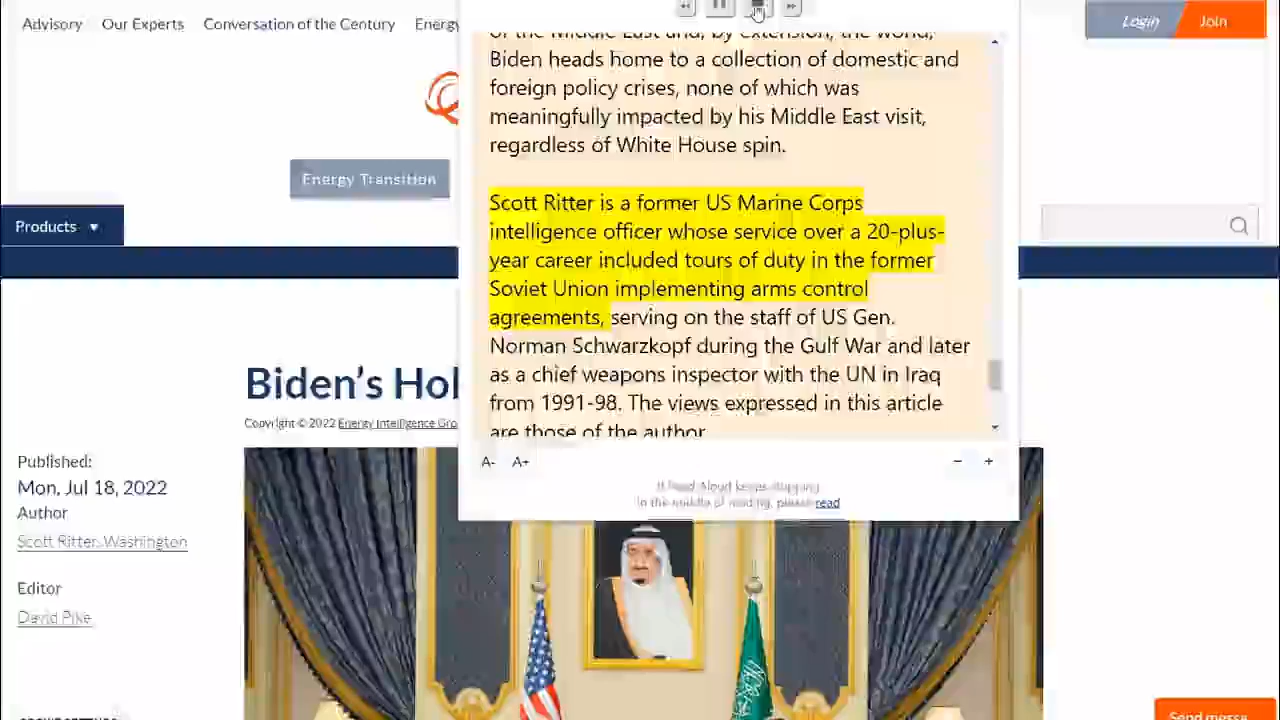 Advisory
Our Experts
Conversation of the Century
Energy
Login
Join
of the Middle East and, by extension, the world,
Biden heads home to a collection of domestic and
foreign policy crises, none of which was
meaningfully impacted by his Middle East visit,
regardless of White House spin.
Energy Transition
Products
Scott Ritter is a former US Marine Corps
intelligence officer whose service over a 20-plus-
year career included tours of duty in the former
Soviet Union implementing arms control
agreements, serving on the staff of US Gen.
Norman Schwarzkopf during the Gulf War and later
as a chief weapons inspector with the UN in Iraq
from 1991-98. The views expressed in this article
are those of the author
A-
A+
If Read Aloud keeps stopping
in the middle of reading, please read
Biden's Hol
Copyright © 2022 Energy Intelligence Gro
Published:
Mon, Jul 18, 2022
Author
Scott Ritter, Washington
Editor
David Pike
Send messa